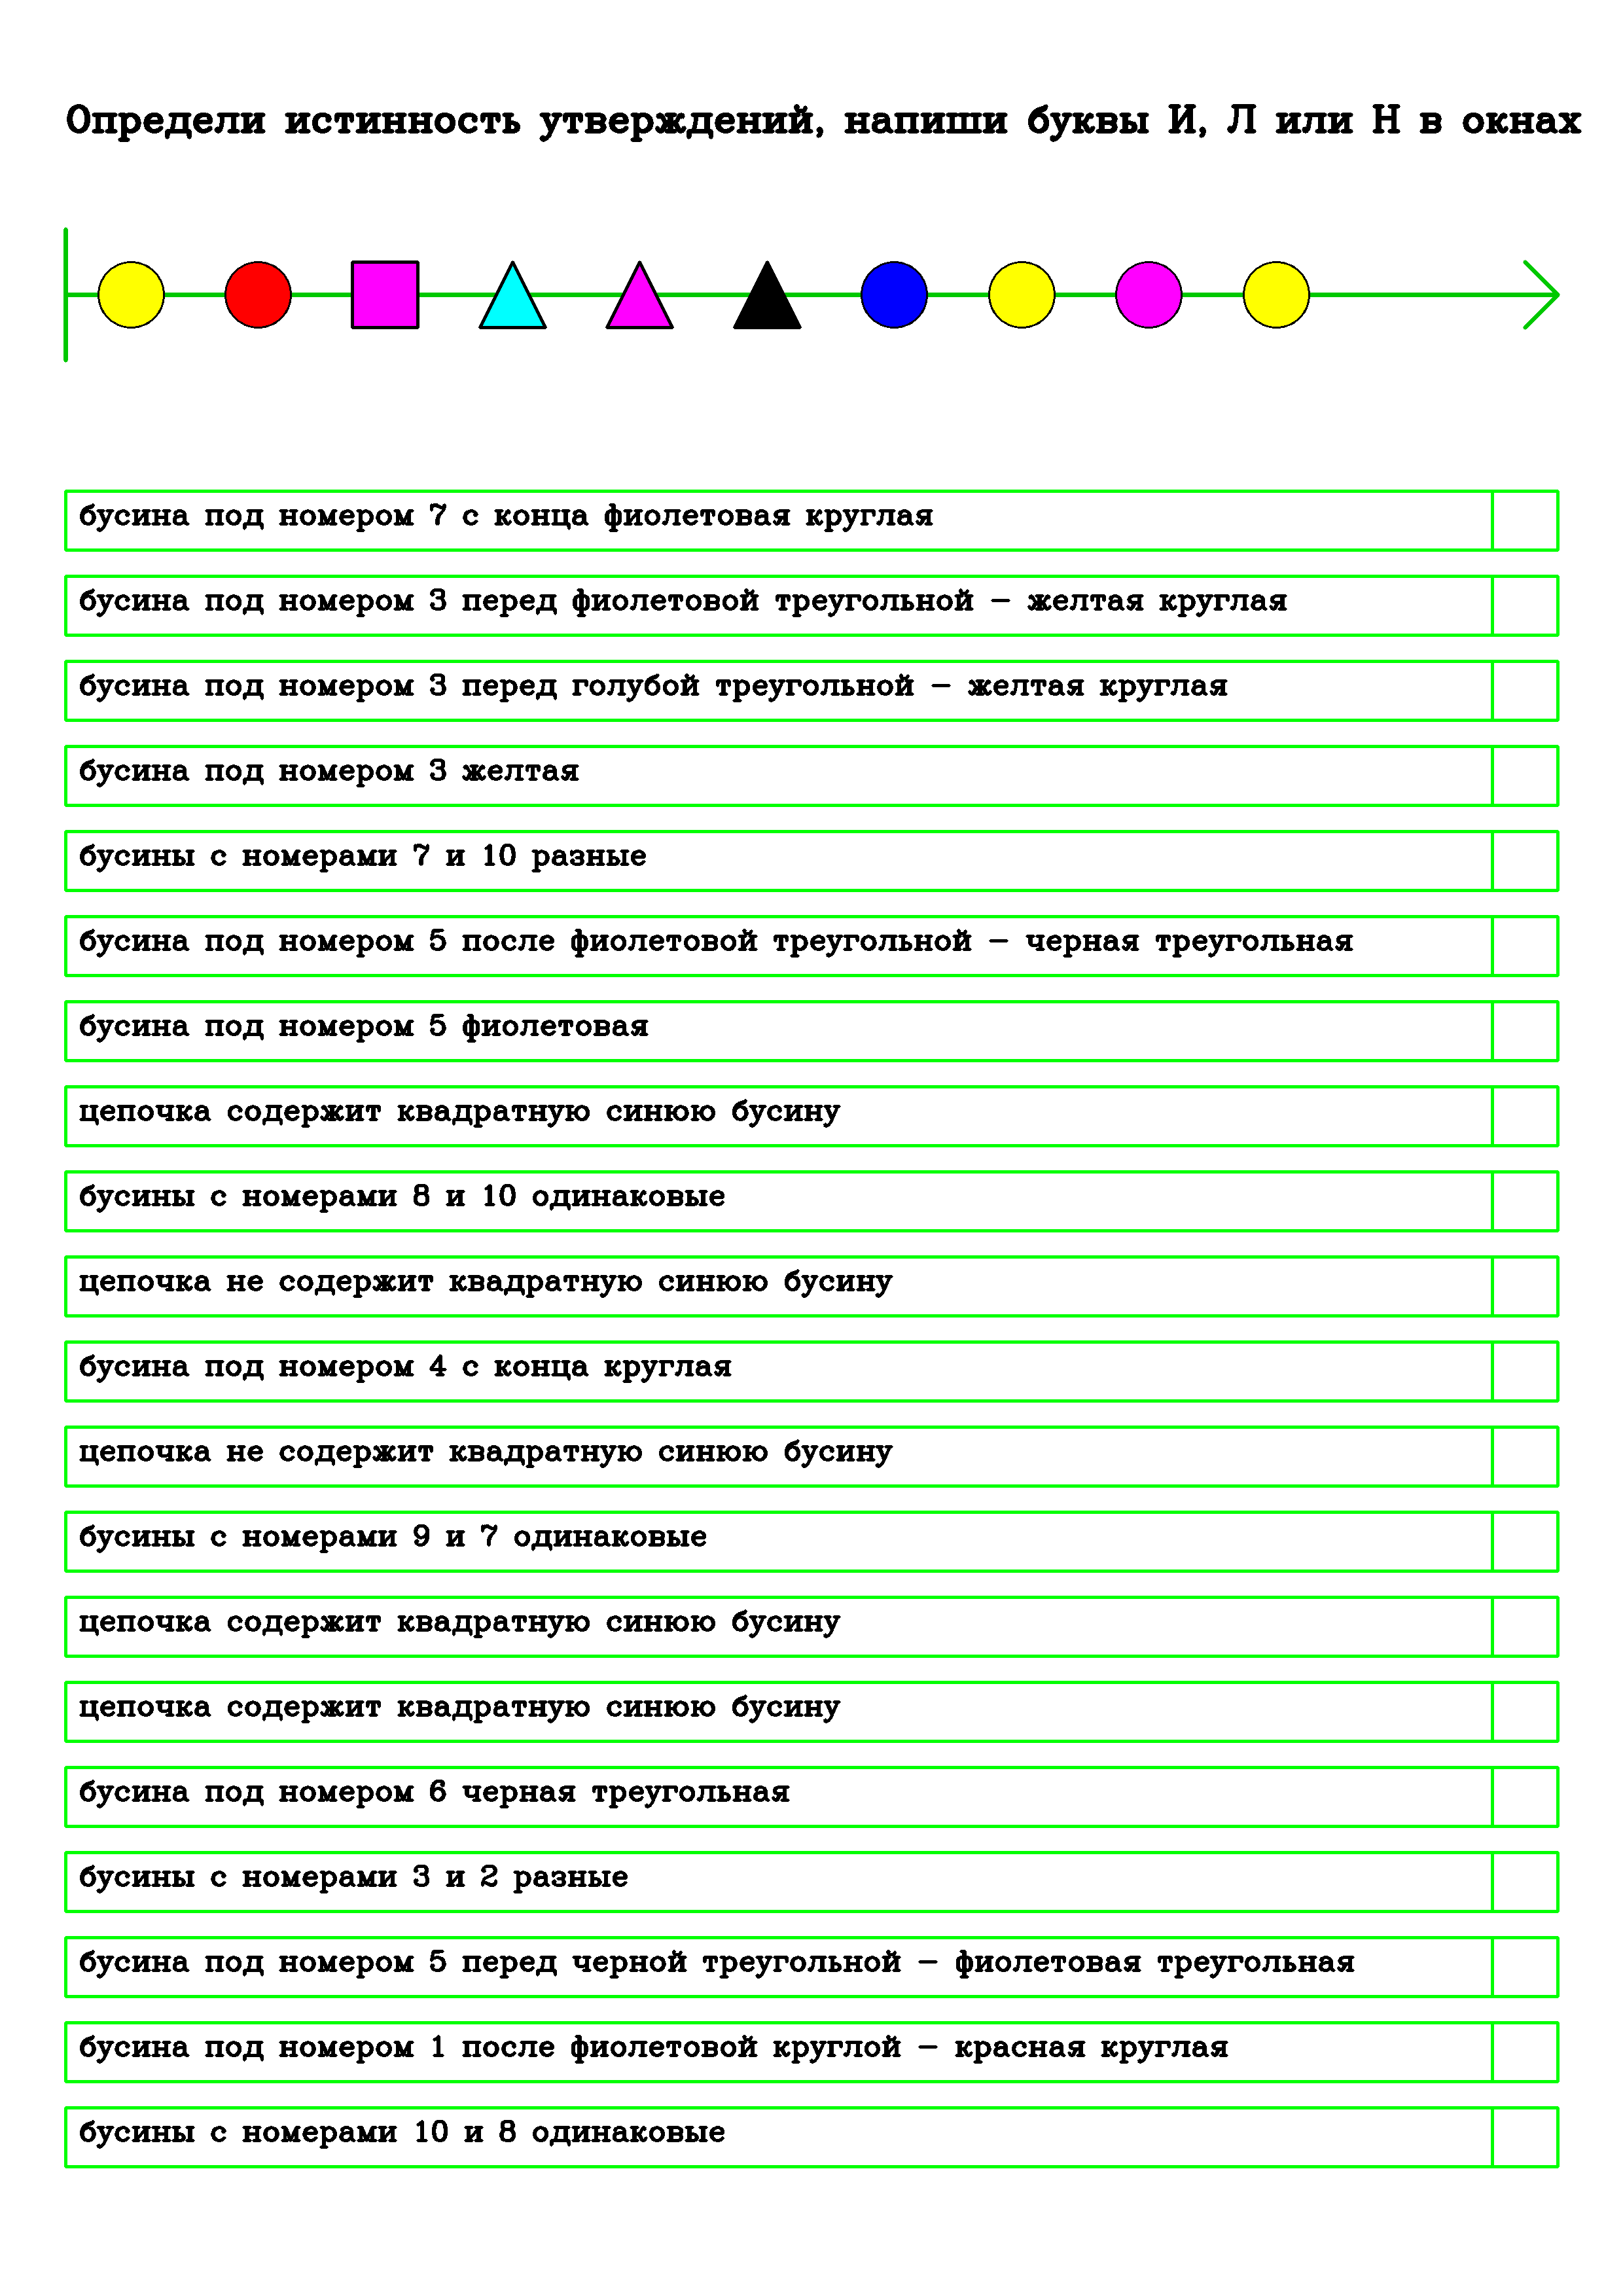 Определи истинность утверждений, напиши буквы И, Л или Н в окнах
бусина под номером 7 с конца фиолетовая круглая
бусина под номером 3 перед фиолетовой треугольной – желтая круглая
бусина под номером 3 перед голубой треугольной – желтая круглая
бусина под номером 3 желтая
бусины с номерами 7 и 10 разные
бусина под номером 5 после фиолетовой треугольной – черная треугольная
бусина под номером 5 фиолетовая
цепочка содержит квадратную синюю бусину
бусины с номерами 8 и 10 одинаковые
цепочка не содержит квадратную синюю бусину
бусина под номером 4 с конца круглая
цепочка не содержит квадратную синюю бусину
бусины с номерами 9 и 7 одинаковые
цепочка содержит квадратную синюю бусину
цепочка содержит квадратную синюю бусину
бусина под номером 6 черная треугольная
бусины с номерами 3 и 2 разные
бусина под номером 5 перед черной треугольной – фиолетовая треугольная
бусина под номером 1 после фиолетовой круглой – красная круглая
бусины с номерами 10 и 8 одинаковые